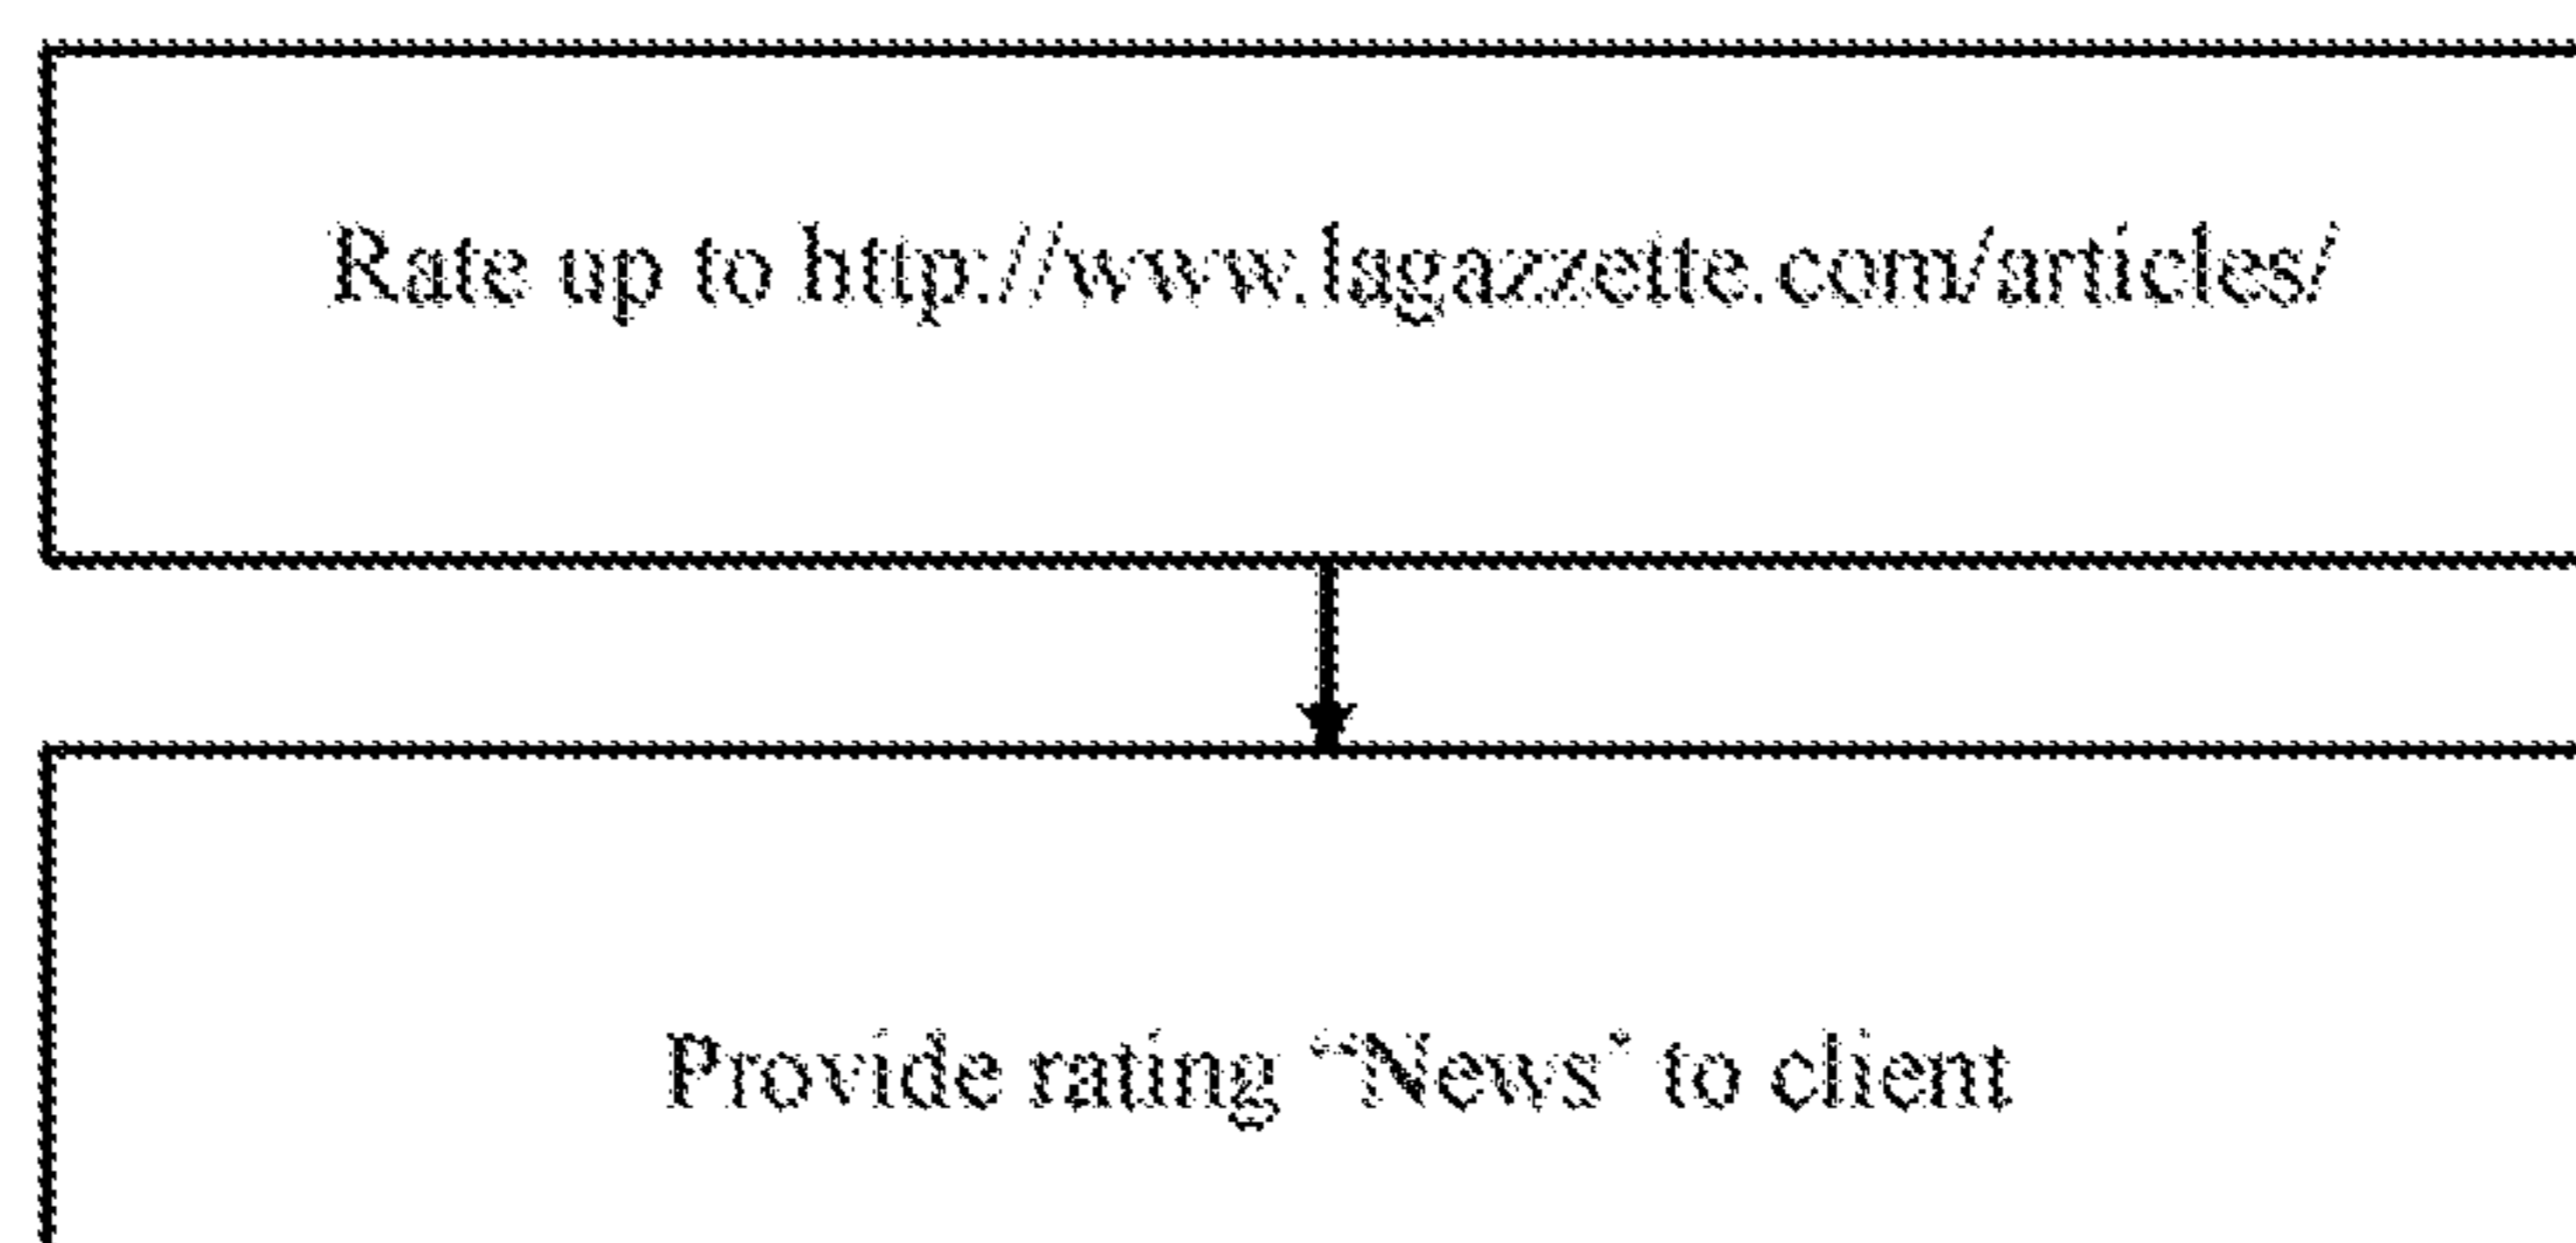 Rate up to http://www.lagazzette.com/articles/
Provide rating “News” to client